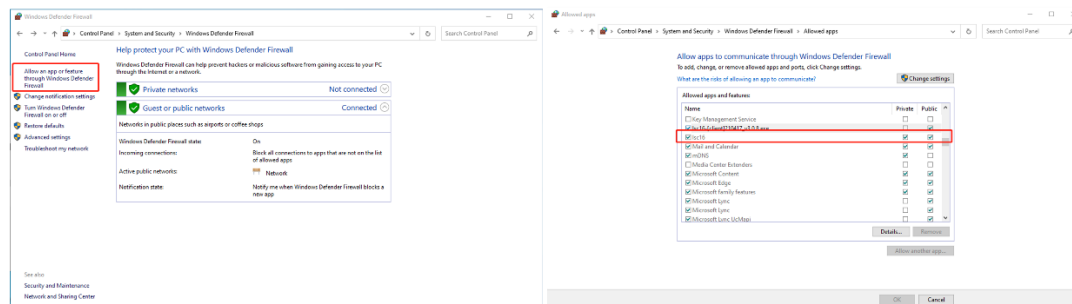 Windows Defender Firewall
Control Panel > System and Security > Windows Defender Firewall
Search Control Panel
Control Panel Home
Allow an app or feature
through Windows Defender
Firewall
Change notification settings
Turn Windows Defender
Firewall on or off
Restore defaults
Advanced settings
Troubleshoot my network
See also
Security and Maintenance
Network and Sharing Center
Help protect your PC with Windows Defender Firewall
Windows Defender Firewall can help prevent hackers or malicious software from gaining access to your PC
through the Internet or a network.
Private networks Not connected
Guest or public networks Connected
Networks in public places such as airports or coffee shops
Windows Defender Firewall state: On
Incoming connections: Block all connections to apps that are not on the list
of allowed apps
Active public networks: Network
Notification state: Notify me when Windows Defender Firewall blocks a
new app
Allowed apps
Control Panel > System and Security > Windows Defender Firewall > Allowed apps
Search Control Panel
Allow apps to communicate through Windows Defender Firewall
To add, change, or remove allowed apps and ports, click Change settings.
What are the risks of allowing an app to communicate?
Change settings
Allowed apps and features:
Name Private Public
Key Management Service
lsc16
Mail and Calendar
mDNS
Media Center Extenders
Microsoft Content
Microsoft Edge
Microsoft family features
Microsoft Lync
Microsoft Lync
Microsoft Lync UcMapi
Details... Remove
Allow another app...
OK Cancel